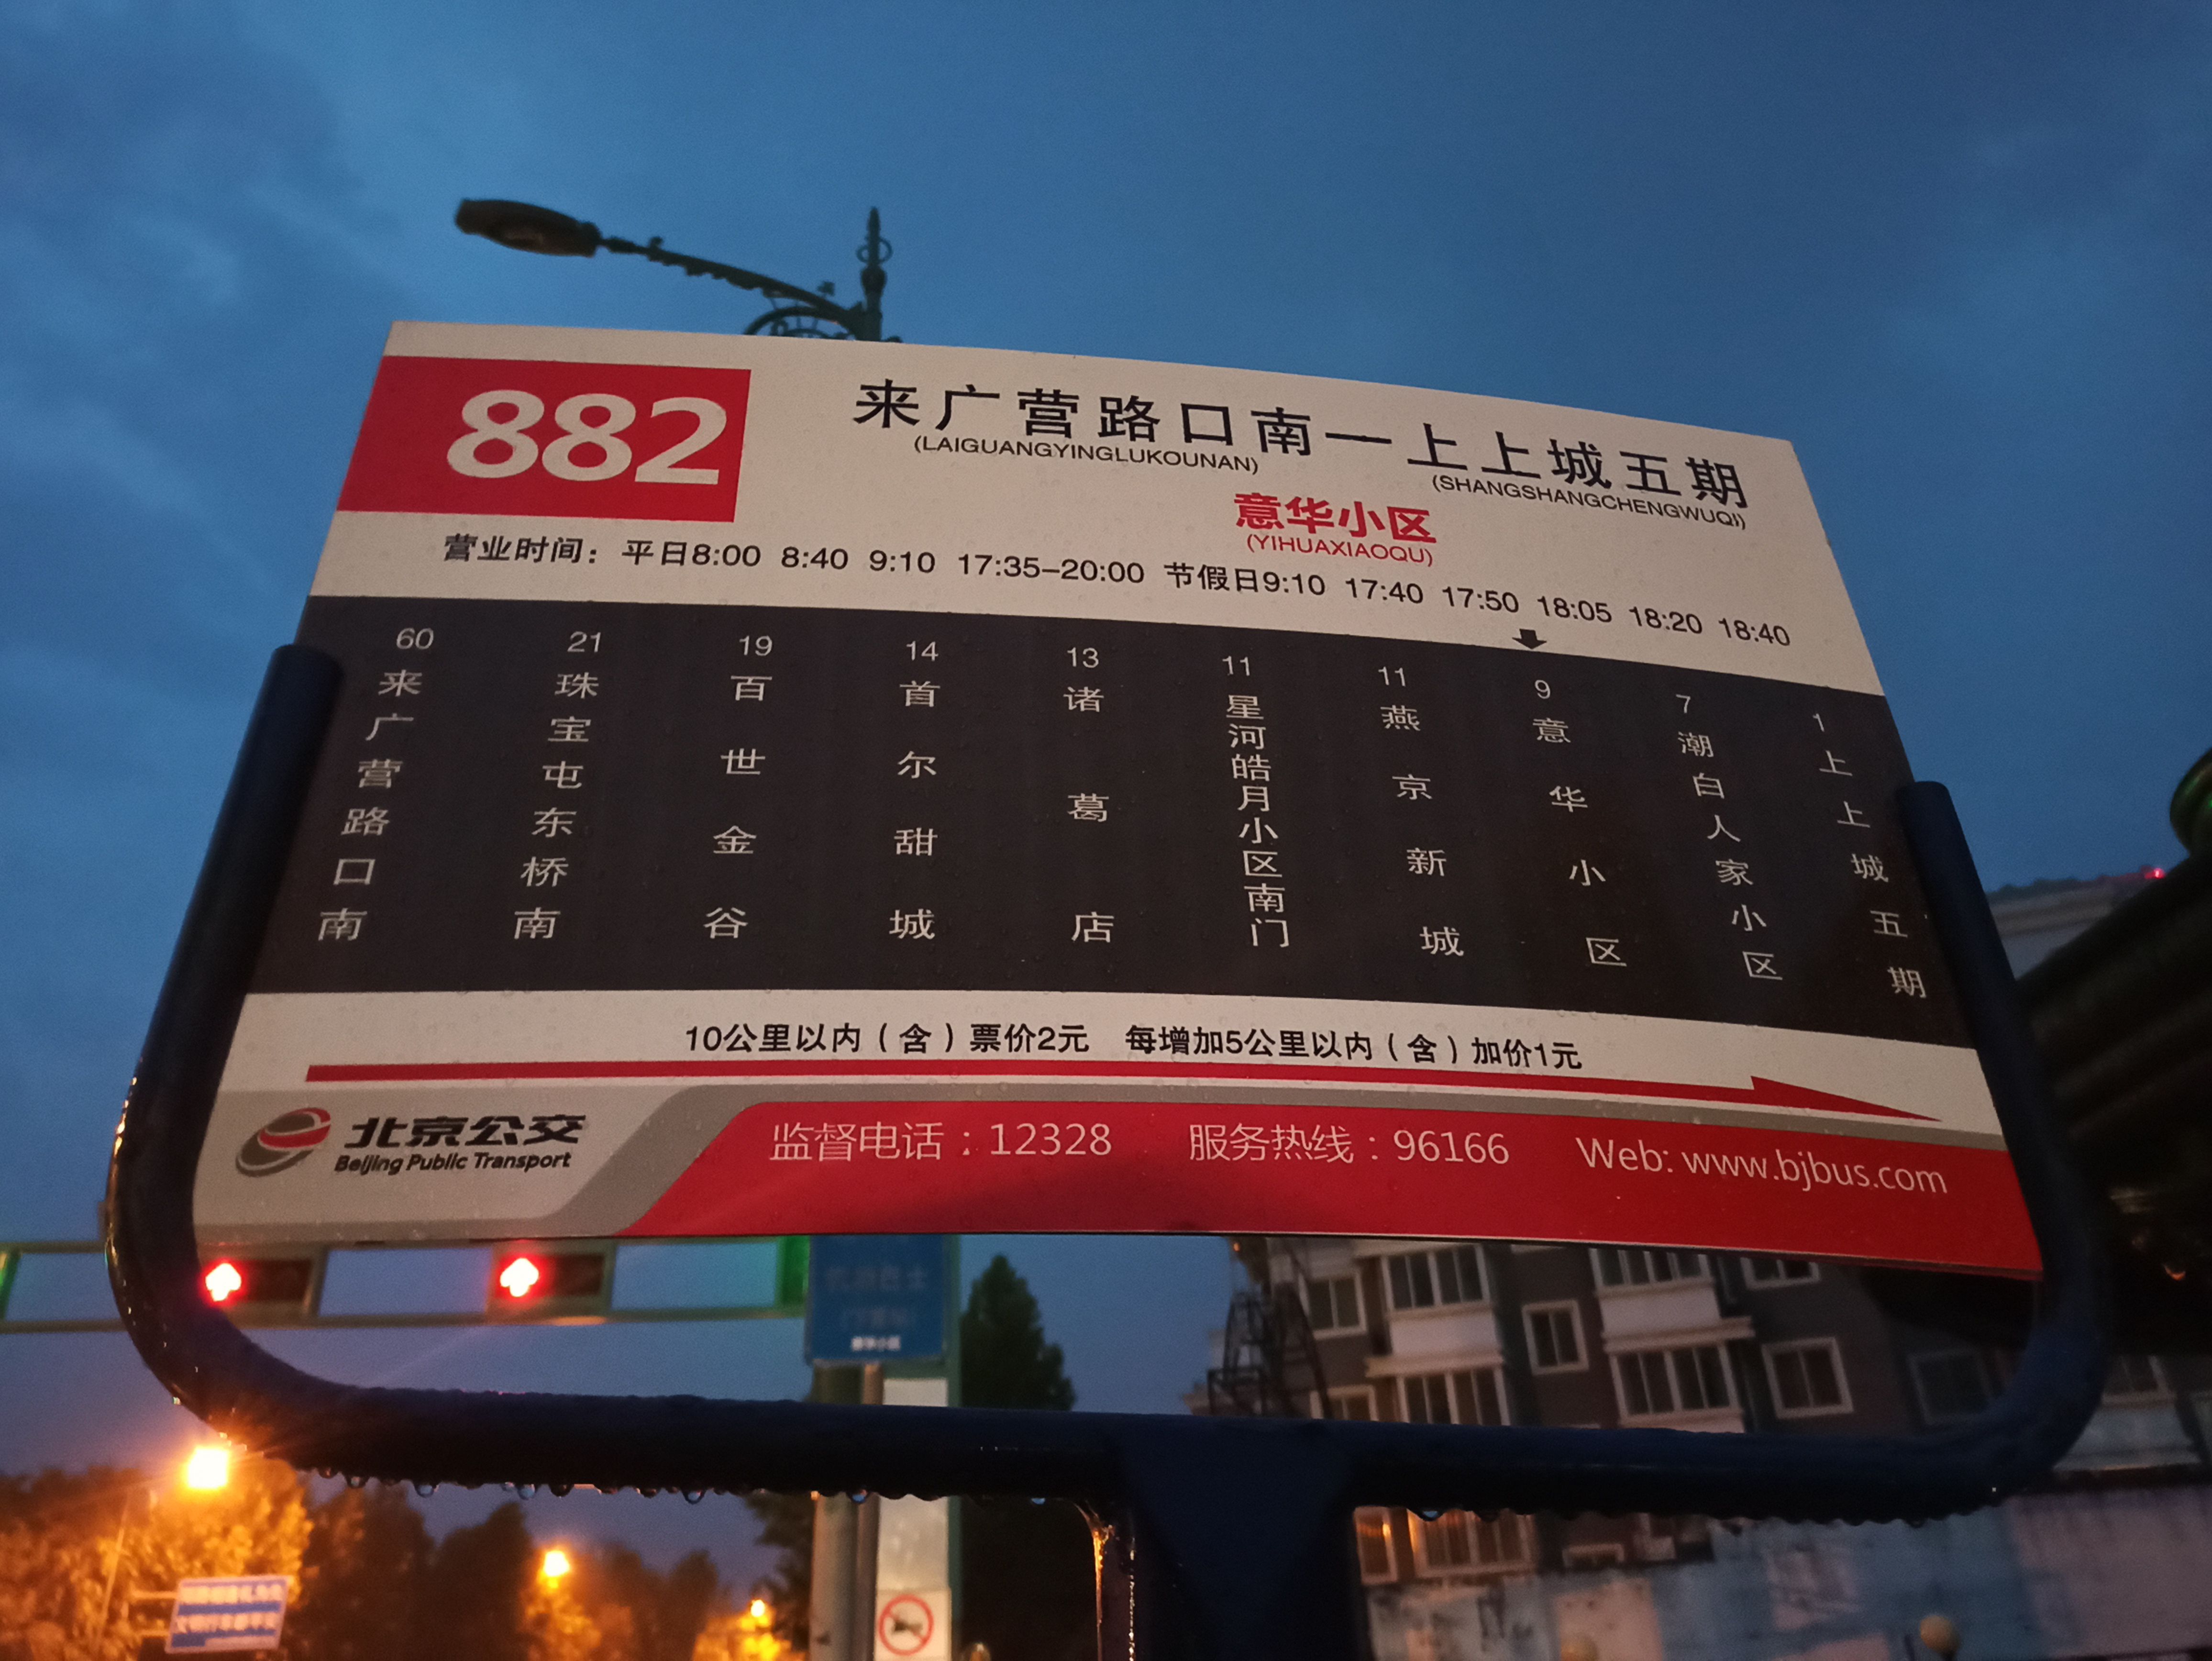 882
来广营路口南—上上城五期
(LAIGUANGYINGLUKOUNAN)
(SHANGSHANGCHENGWUQI)
意华小区
(YIHUAXIAOQU)
营业时间：平日8:00 8:40 9:10 17:35-20:00 节假日9:10 17:40 17:50 18:05 18:20 18:40
60 来广营路口南
21 珠宝屯东桥南
19 百世金谷
14 首尔甜城
13 诸葛店
11 星河皓月小区南门
11 燕京新城
9 意华小区
7 潮白人家小区
1 上上城五期
10公里以内（含）票价2元 每增加5公里以内（含）加价1元
北京公交
Beijing Public Transport
监督电话：12328 服务热线：96166 Web: www.bjbus.com
意华小区